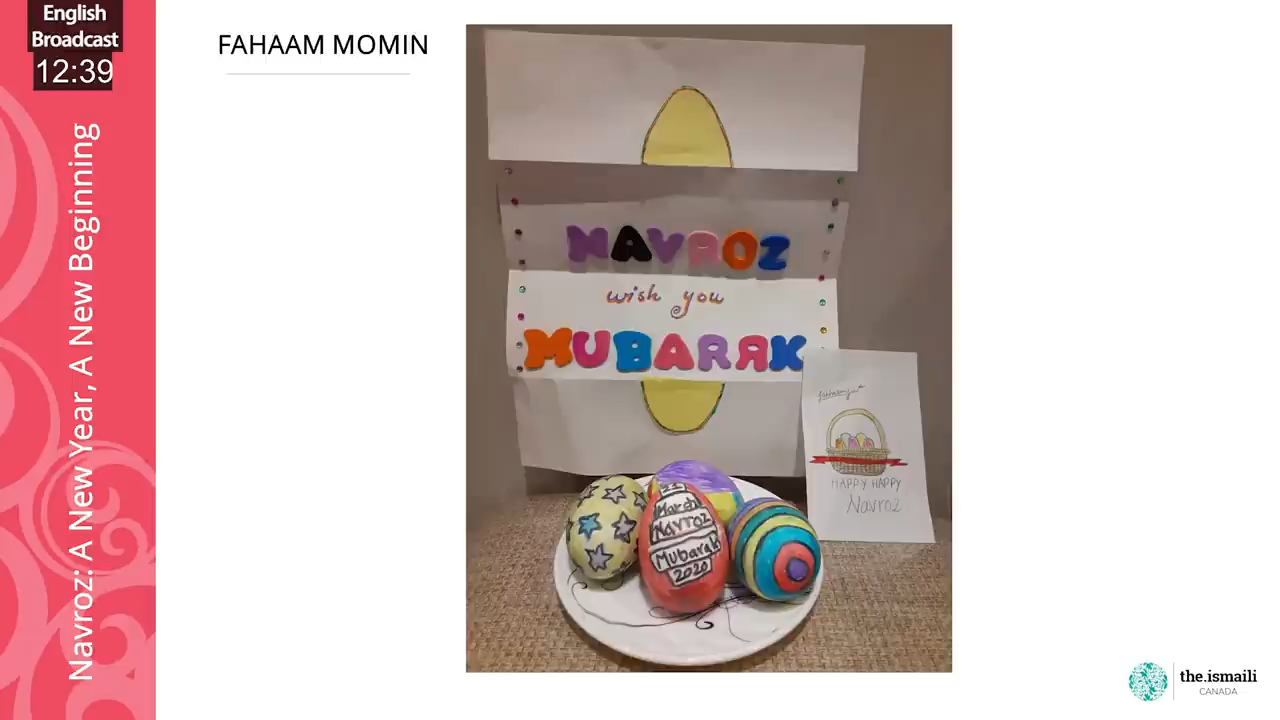 English
Broadcast
12:39
Navroz: A New Year, A New Beginning
FAHAAM MOMIN
NAVROZ
wish you
MUBARAK
HAPPY HAPPY
Navroz
21
March
Navroz
Mubarak
2020
the.ismaili
CANADA